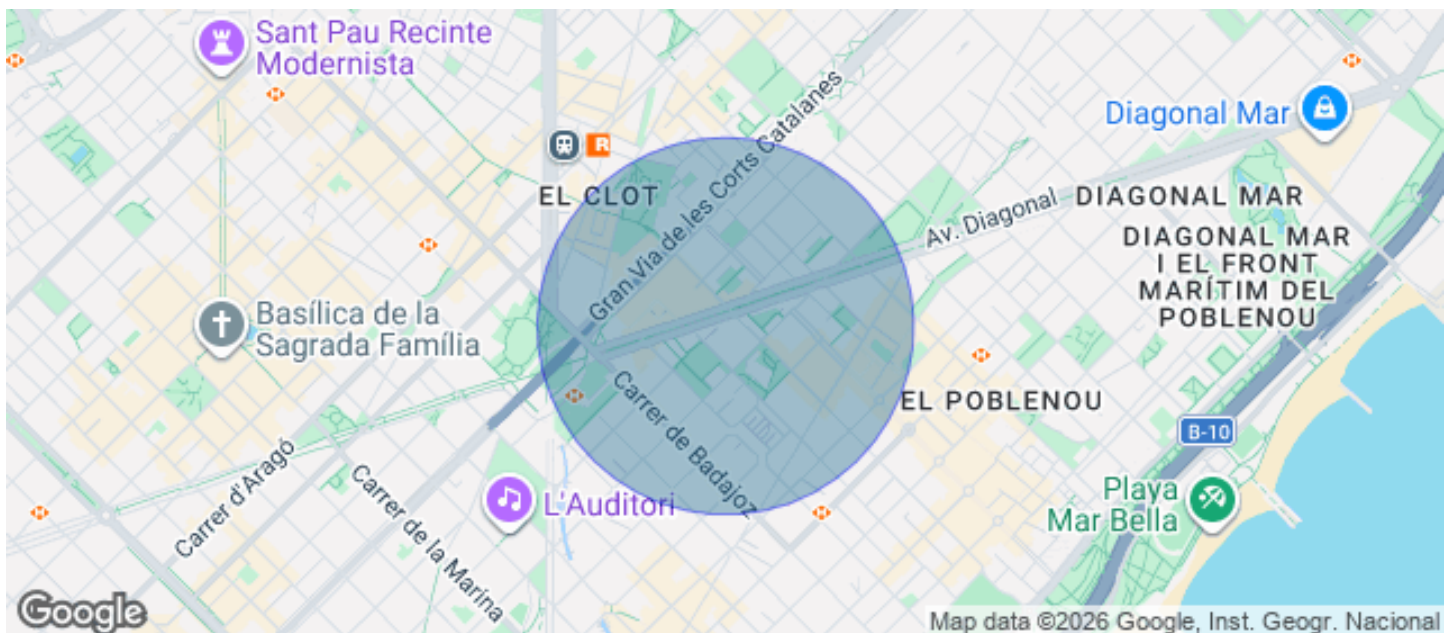 Sant Pau Recinte
Modernista
Diagonal Mar
R
EL CLOT
Gran Via de les Corts Catalanes
Av. Diagonal
DIAGONAL MAR
DIAGONAL MAR
I EL FRONT
MARÍTIM DEL
POBLENOU
Basílica de la
Sagrada Família
Carrer de Badajoz
EL POBLENOU
B-10
Carrer d'Aragó
Carrer de la Marina
L'Auditori
Playa
Mar Bella
Google
Map data ©2026 Google, Inst. Geogr. Nacional